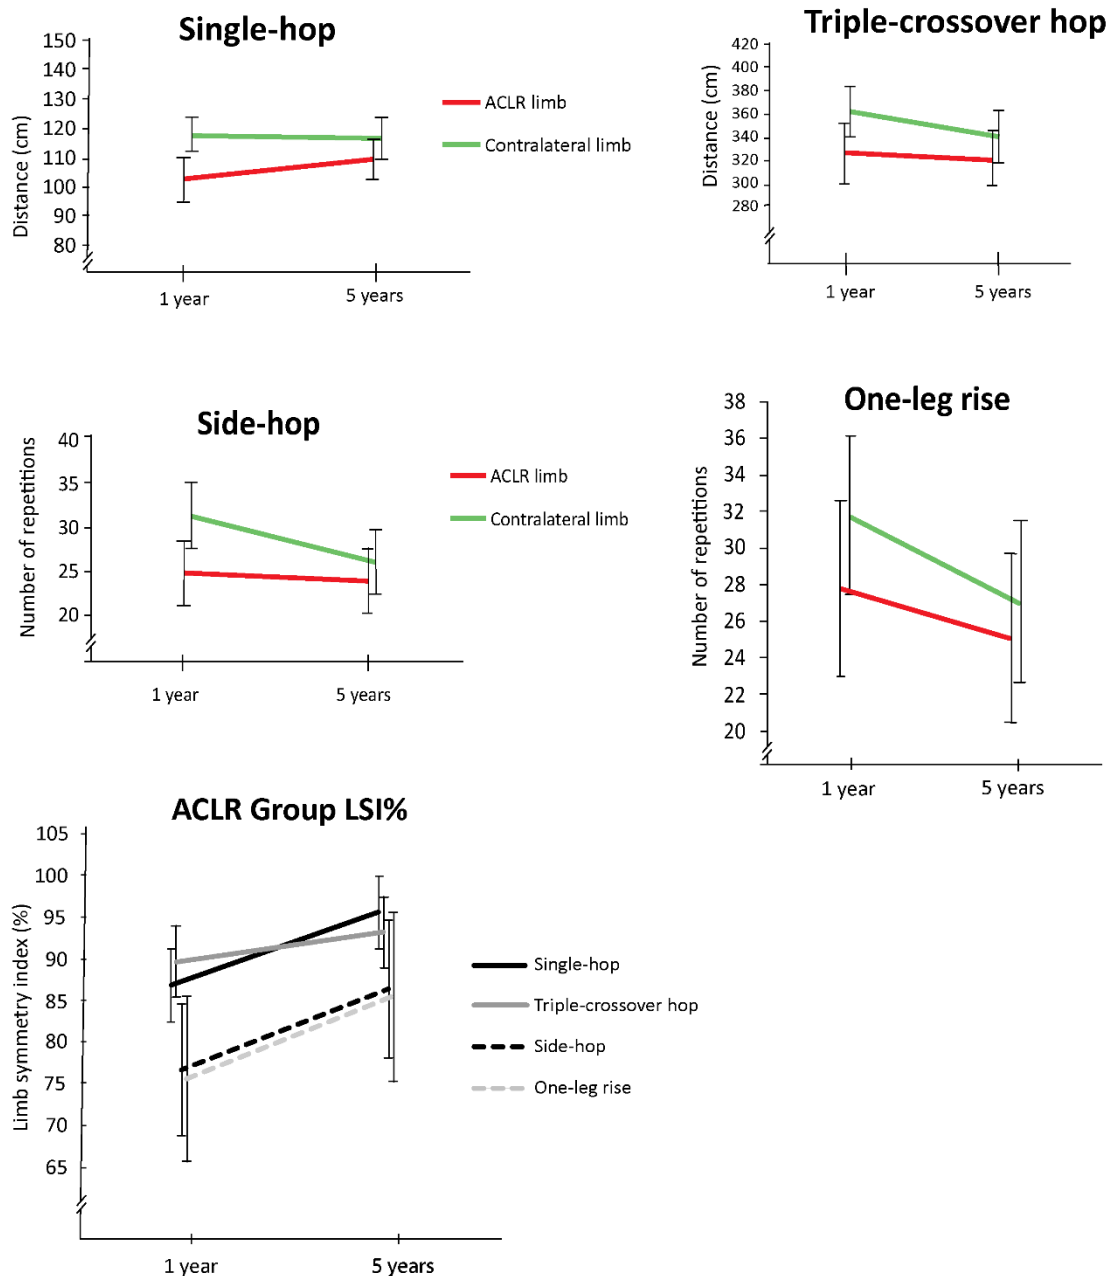 Single-hop
Distance (cm)
150
140
130
120
110
100
90
80
1 year
5 years
ACLR limb
Contralateral limb
Triple-crossover hop
Distance (cm)
420
400
380
360
340
320
300
280
1 year
5 years
Side-hop
Number of repetitions
40
35
30
25
20
1 year
5 years
ACLR limb
Contralateral limb
One-leg rise
Number of repetitions
38
36
34
32
30
28
26
24
22
20
1 year
5 years
ACLR Group LSI%
Limb symmetry index (%)
105
100
95
90
85
80
75
70
65
1 year
5 years
Single-hop
Triple-crossover hop
Side-hop
One-leg rise